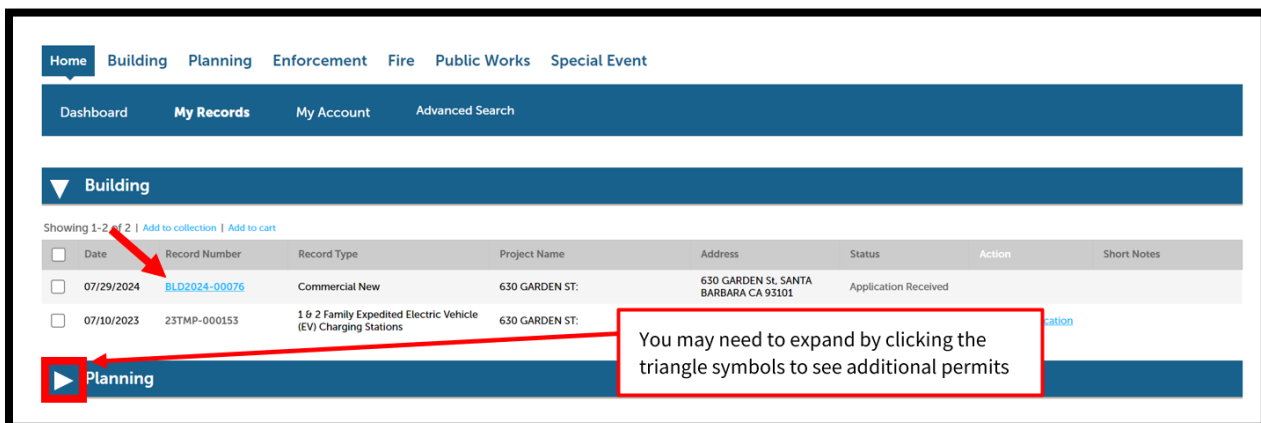 Home Building Planning Enforcement Fire Public Works Special Event
Dashboard My Records My Account Advanced Search
Building
Showing 1-2 of 2 | Add to collection | Add to cart
Date Record Number Record Type Project Name Address Status Action Short Notes
07/29/2024 BLD2024-00076 Commercial New 630 GARDEN ST: 630 GARDEN St, SANTA BARBARA CA 93101 Application Received
07/10/2023 23TMP-000153 1 & 2 Family Expedited Electric Vehicle (EV) Charging Stations 630 GARDEN ST:
You may need to expand by clicking the
triangle symbols to see additional permits
Planning